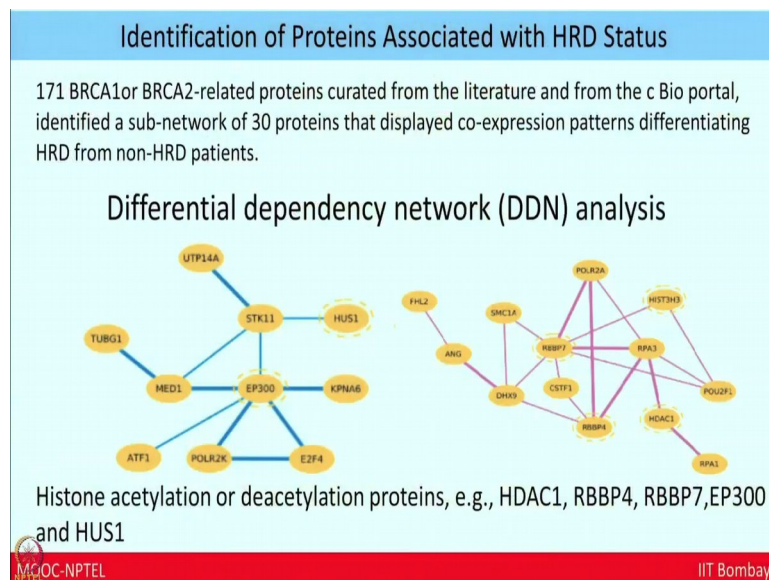 Identification of Proteins Associated with HRD Status
171 BRCA1or BRCA2-related proteins curated from the literature and from the c Bio portal,
identified a sub-network of 30 proteins that displayed co-expression patterns differentiating
HRD from non-HRD patients.
Differential dependency network (DDN) analysis
UTP14A
STK11
HUS1
TUBG1
MED1
EP300
KPNA6
ATF1
POLR2K
E2F4
POLR2A
FHL2
HIST3H3
SMC1A
ANG
RBBP7
RPA3
DHX9
CSTF1
POU2F1
RBBP4
HDAC1
RPA1
Histone acetylation or deacetylation proteins, e.g., HDAC1, RBBP4, RBBP7,EP300
and HUS1
MOOC-NPTEL
IIT Bombay
NPTEL